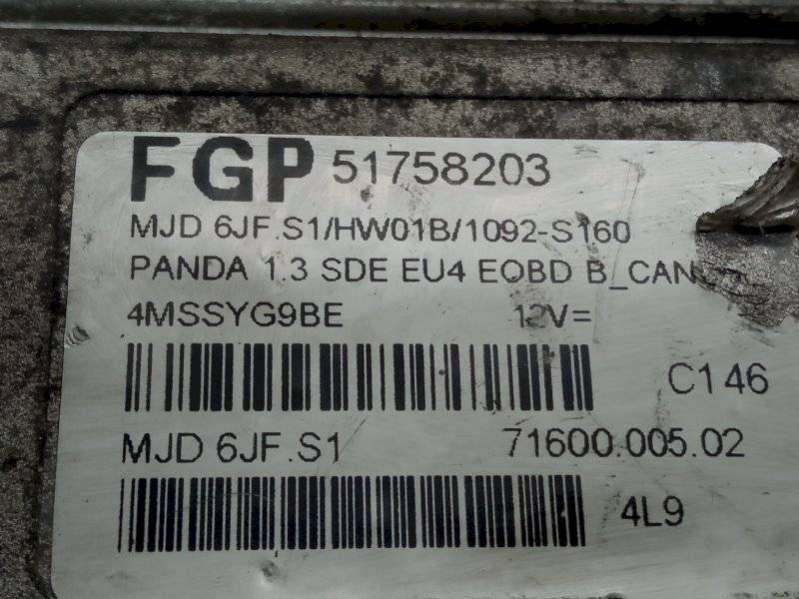 FGP 51758203
MJD 6JF.S1/HW01B/1092-S160
PANDA 1.3 SDE EU4 EOBD B_CAN
4MSSYG9BE 12V=
C146
MJD 6JF.S1 71600.005.02
4L9